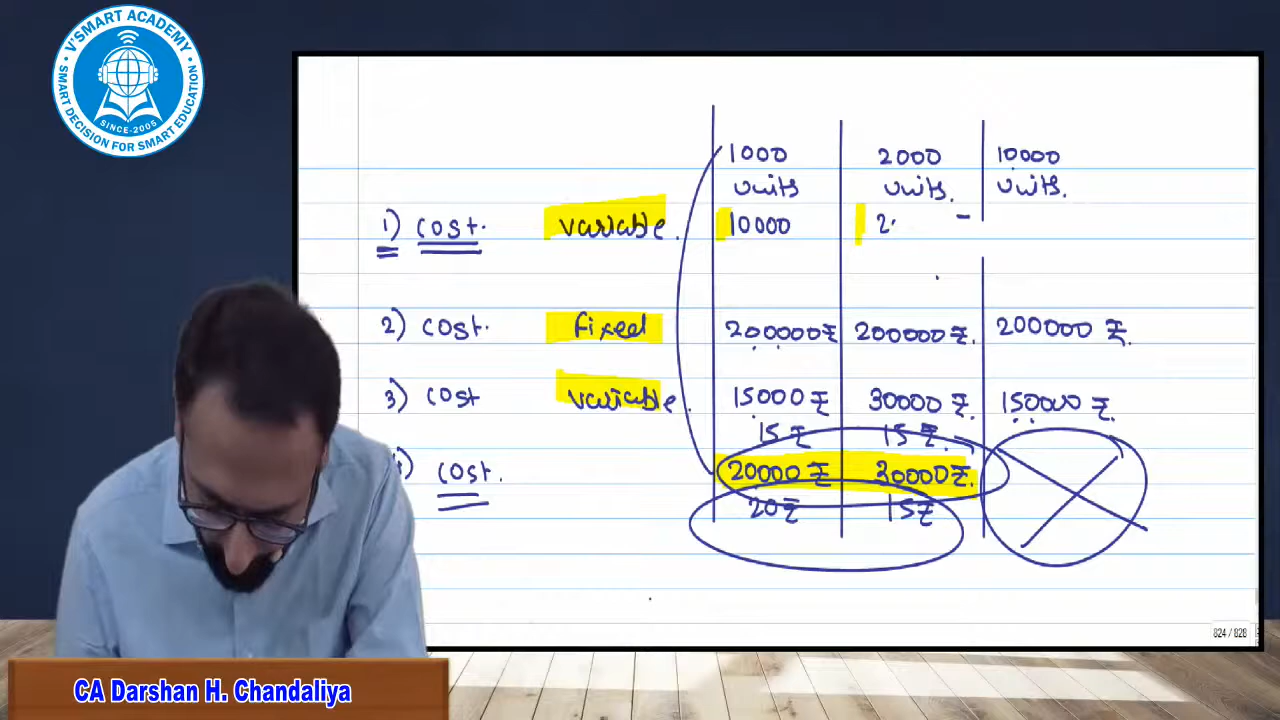 V'SMART ACADEMY
SINCE-2005
SMART DECISION FOR SMART EDUCATION
1000 2000 10000
units units. units.
1) cost. variable. 10000 2 -
2) cost. fixed 200000₹ 200000₹. 200000 ₹.
3) cost variable. 15000 ₹ 30000 ₹. 150000 ₹.
15 ₹ 15 ₹.
) cost. 20000 ₹ 30000₹.
20₹ 15₹
824 / 828
CA Darshan H. Chandaliya